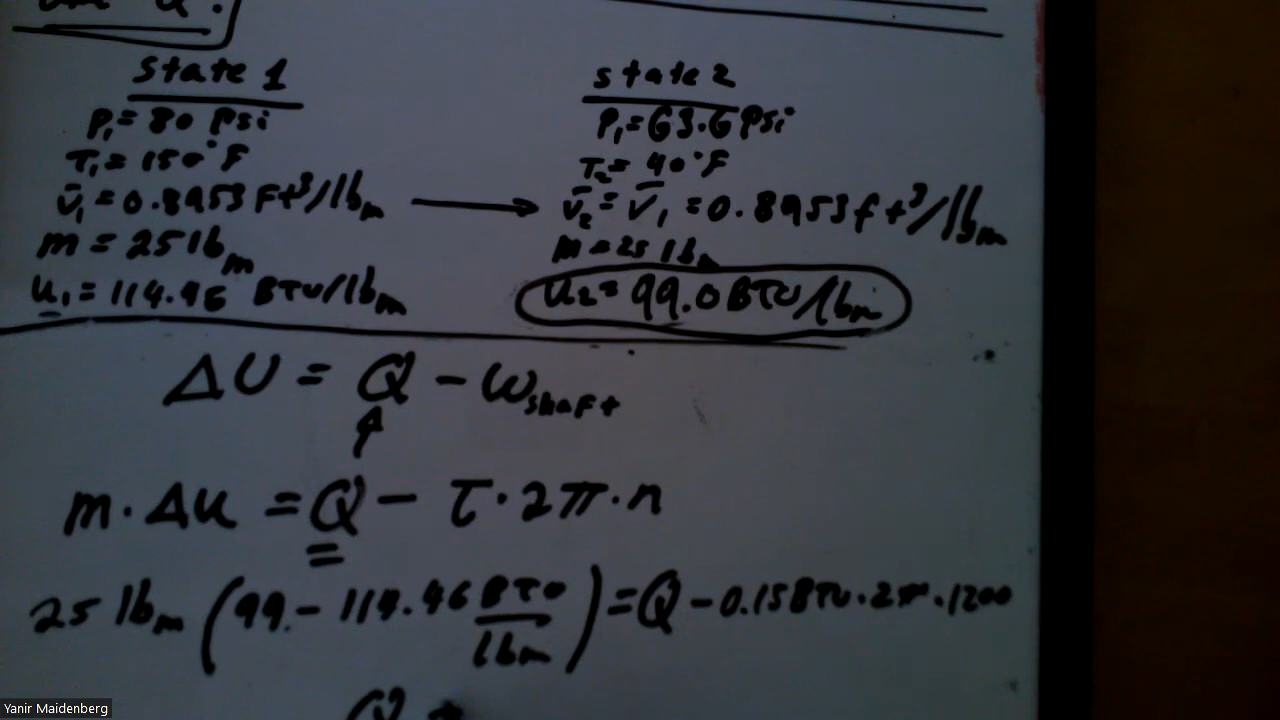 Q.
State 1
P₁ = 80 Psi
T₁ = 150°F
v̄₁ = 0.8953 Ft³/lbm
m = 25 lbm
u₁ = 114.46 BTU/lbm
state 2
P₁ = 63.6 Psi
T₂ = 40°F
v̄₂ = v̄₁ = 0.8953 ft³/lbm
m = 25 lbm
u₂ = 99.0 BTU/lbm
ΔU = Q - Wshaft
m · Δu = Q - τ · 2π · n
25 lbm (99 - 114.46 BTU/lbm) = Q - 0.15 BTU · 2π · 1200
Q =
Yanir Maidenberg